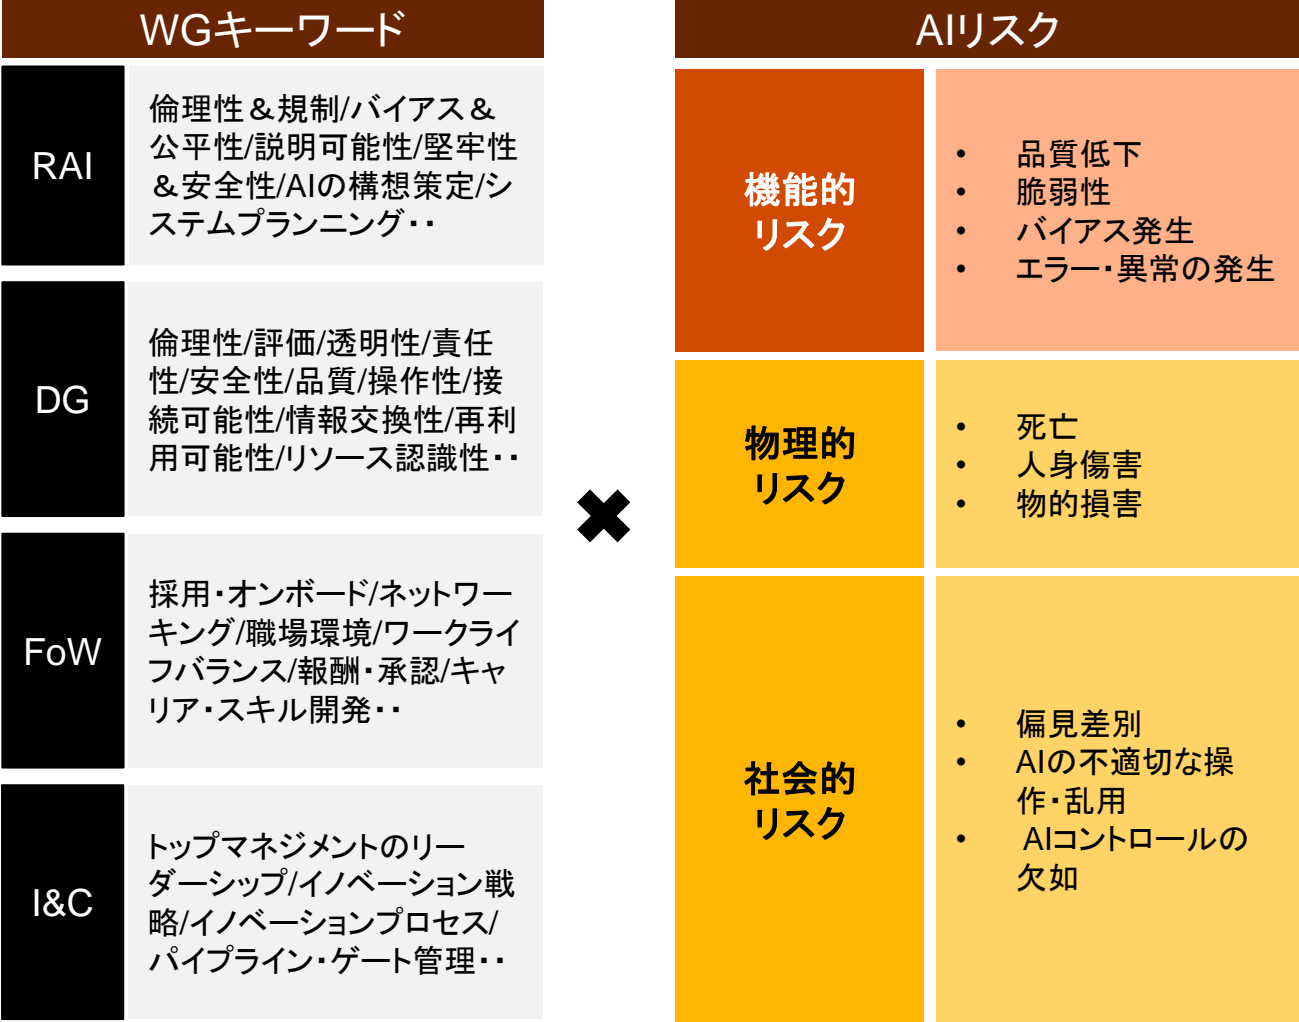 WGキーワード
RAI
倫理性＆規制/バイアス＆
公平性/説明可能性/堅牢性
＆安全性/AIの構想策定/シ
ステムプランニング・・
DG
倫理性/評価/透明性/責任
性/安全性/品質/操作性/接
続可能性/情報交換性/再利
用可能性/リソース認識性・・
FoW
採用・オンボード/ネットワー
キング/職場環境/ワークライ
フバランス/報酬・承認/キャ
リア・スキル開発・・
I&C
トップマネジメントのリー
ダーシップ/イノベーション戦
略/イノベーションプロセス/
パイプライン・ゲート管理・・
✖
AIリスク
機能的
リスク
• 品質低下
• 脆弱性
• バイアス発生
• エラー・異常の発生
物理的
リスク
• 死亡
• 人身傷害
• 物的損害
社会的
リスク
• 偏見差別
• AIの不適切な操
作・乱用
• AIコントロールの
欠如